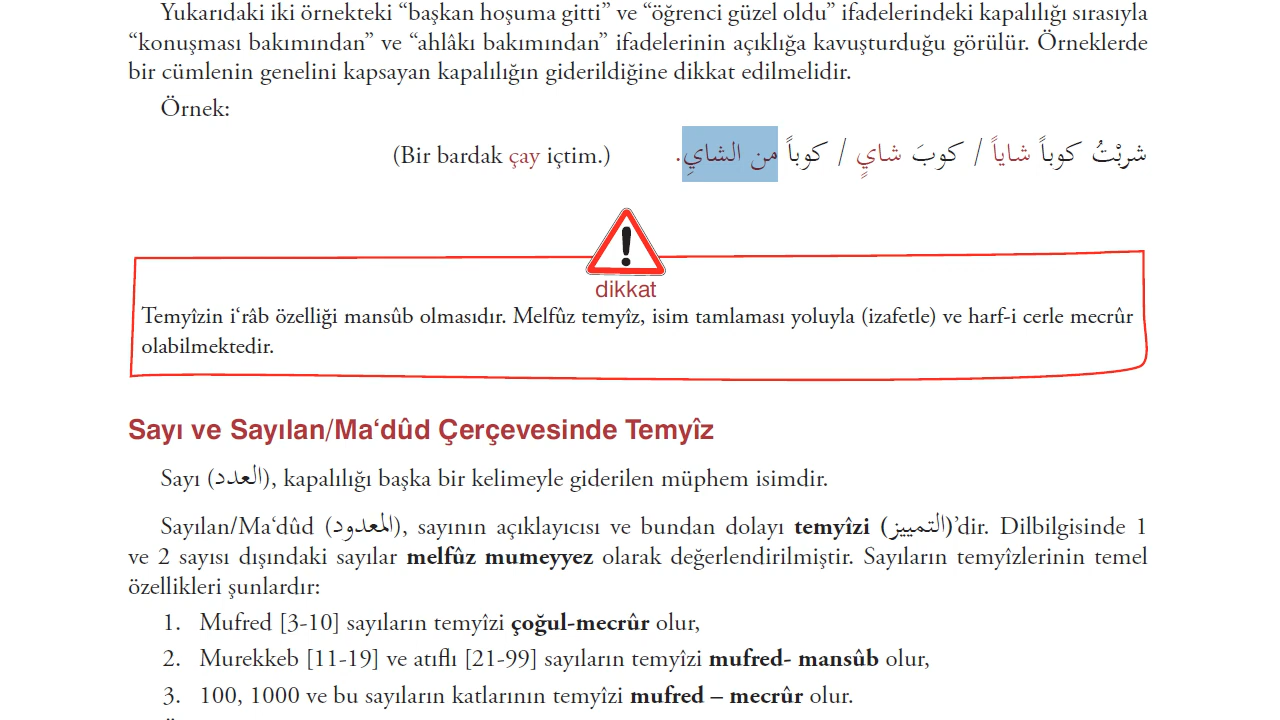 Yukarıdaki iki örnekteki “başkan hoşuma gitti” ve “öğrenci güzel oldu” ifadelerindeki kapalılığı sırasıyla
“konuşması bakımından” ve “ahlâkı bakımından” ifadelerinin açıklığa kavuşturduğu görülür. Örneklerde
bir cümlenin genelini kapsayan kapalılığın giderildiğine dikkat edilmelidir.
Örnek:
شربْتُ كوباً شاياً / كوبَ شايٍ / كوباً من الشايِ. (Bir bardak çay içtim.)
dikkat
Temyîzin i‘râb özelliği mansûb olmasıdır. Melfûz temyîz, isim tamlaması yoluyla (izafetle) ve harf-i cerle mecrûr
olabilmektedir.
Sayı ve Sayılan/Ma‘dûd Çerçevesinde Temyîz
Sayı (العدد), kapalılığı başka bir kelimeyle giderilen müphem isimdir.
Sayılan/Ma‘dûd (المعدود), sayının açıklayıcısı ve bundan dolayı temyîzi (التمييز)’dir. Dilbilgisinde 1
ve 2 sayısı dışındaki sayılar melfûz mumeyyez olarak değerlendirilmiştir. Sayıların temyîzlerinin temel
özellikleri şunlardır:
1. Mufred [3-10] sayıların temyîzi çoğul-mecrûr olur,
2. Murekkeb [11-19] ve atıflı [21-99] sayıların temyîzi mufred- mansûb olur,
3. 100, 1000 ve bu sayıların katlarının temyîzi mufred – mecrûr olur.